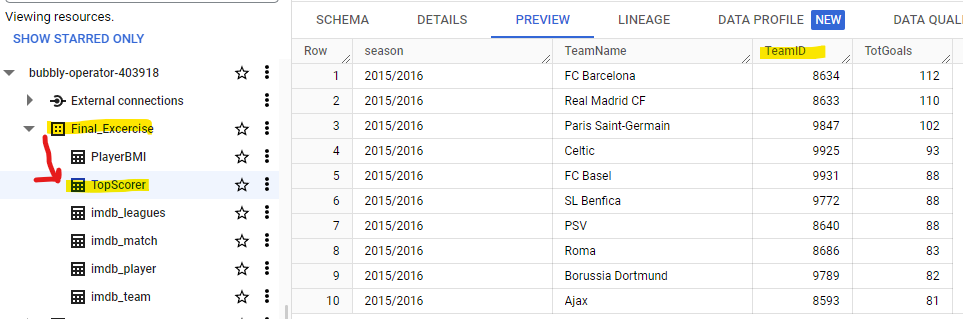 Viewing resources.
SHOW STARRED ONLY
bubbly-operator-403918
External connections
Final_Excercise
PlayerBMI
TopScorer
imdb_leagues
imdb_match
imdb_player
imdb_team
SCHEMA DETAILS PREVIEW LINEAGE DATA PROFILE NEW DATA QUALI
Row season TeamName TeamID TotGoals
1 2015/2016 FC Barcelona 8634 112
2 2015/2016 Real Madrid CF 8633 110
3 2015/2016 Paris Saint-Germain 9847 102
4 2015/2016 Celtic 9925 93
5 2015/2016 FC Basel 9931 88
6 2015/2016 SL Benfica 9772 88
7 2015/2016 PSV 8640 88
8 2015/2016 Roma 8686 83
9 2015/2016 Borussia Dortmund 9789 82
10 2015/2016 Ajax 8593 81